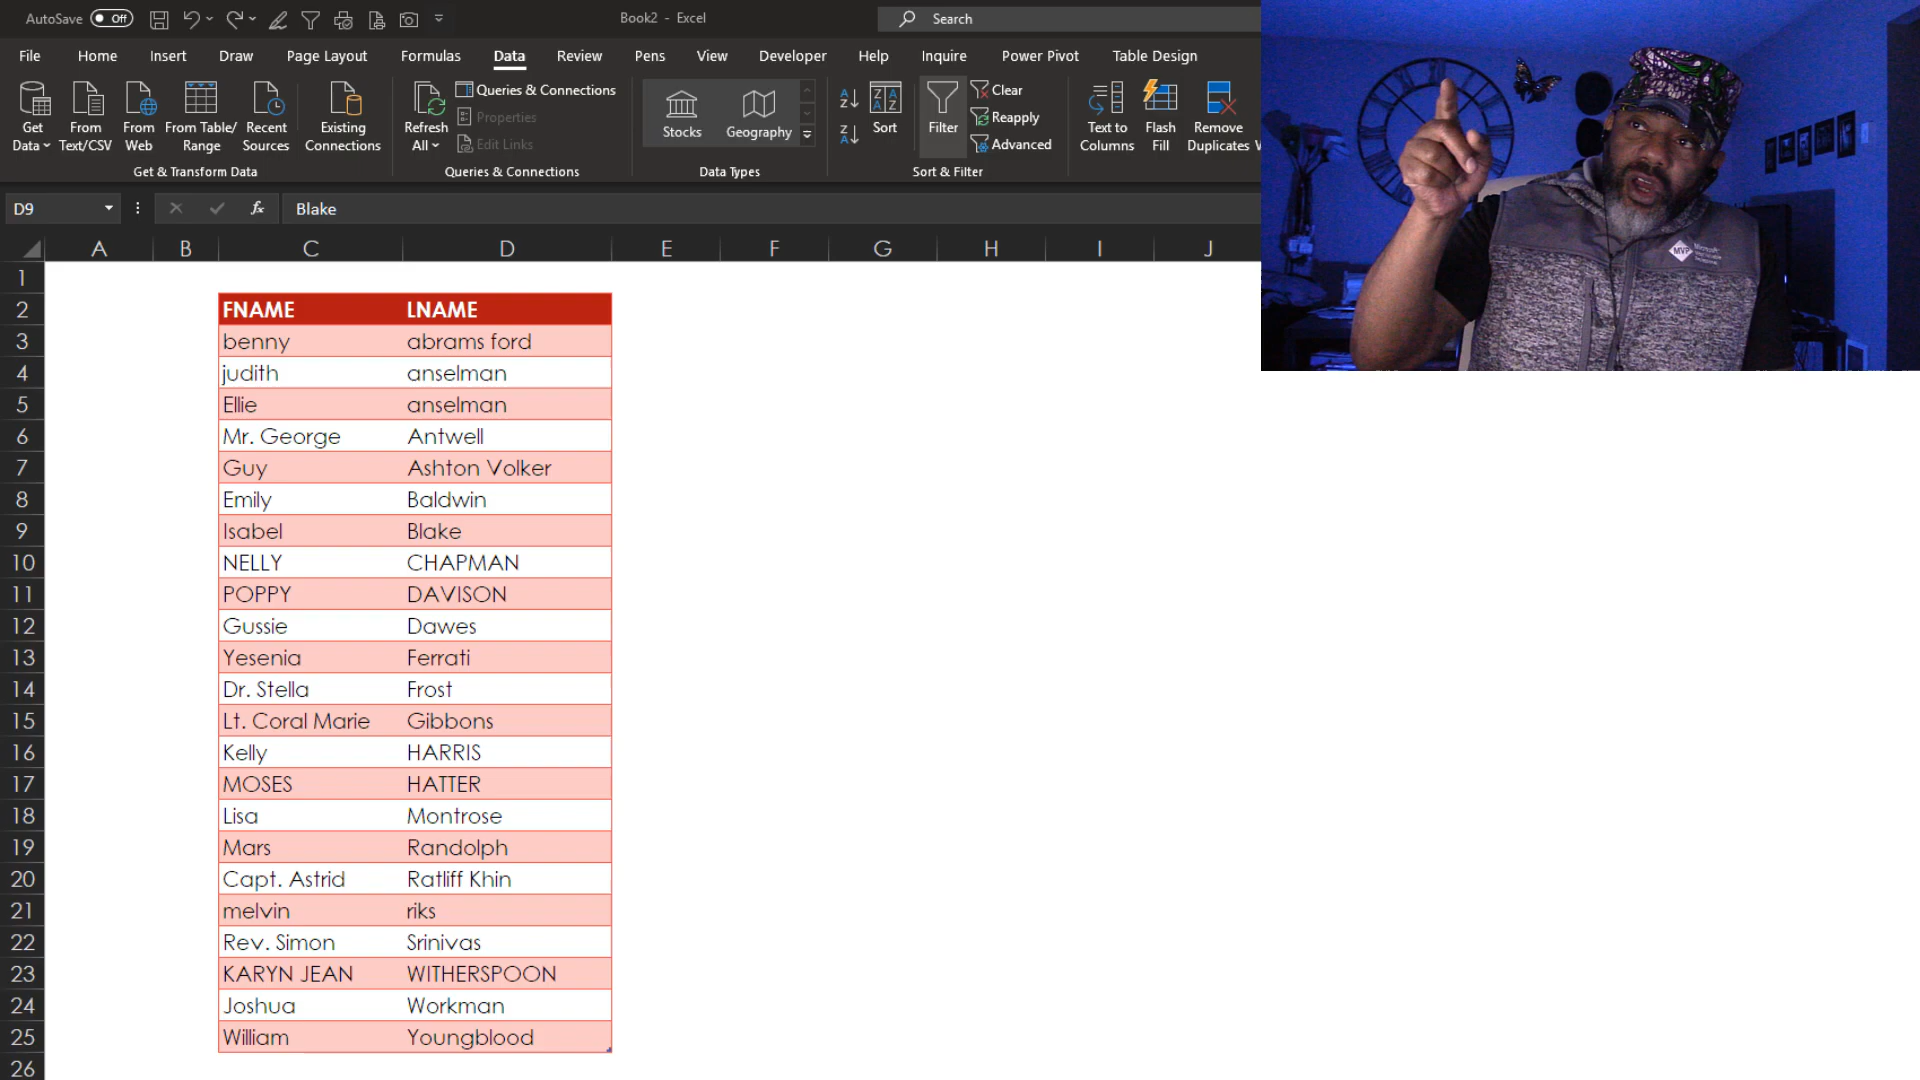 AutoSave Off Book2 - Excel Search
File Home Insert Draw Page Layout Formulas Data Review Pens View Developer Help Inquire Power Pivot Table Design
Get Data
From Text/CSV
From Web
From Table/ Range
Recent Sources
Existing Connections
Get & Transform Data
Refresh All
Queries & Connections
Properties
Edit Links
Queries & Connections
Stocks
Geography
Data Types
Sort
Filter
Clear
Reapply
Advanced
Sort & Filter
Text to Columns
Flash Fill
Remove Duplicates
D9 fx Blake
A B C D E F G H I J
1
2 FNAME LNAME
3 benny abrams ford
4 judith anselman
5 Ellie anselman
6 Mr. George Antwell
7 Guy Ashton Volker
8 Emily Baldwin
9 Isabel Blake
10 NELLY CHAPMAN
11 POPPY DAVISON
12 Gussie Dawes
13 Yesenia Ferrati
14 Dr. Stella Frost
15 Lt. Coral Marie Gibbons
16 Kelly HARRIS
17 MOSES HATTER
18 Lisa Montrose
19 Mars Randolph
20 Capt. Astrid Ratliff Khin
21 melvin riks
22 Rev. Simon Srinivas
23 KARYN JEAN WITHERSPOON
24 Joshua Workman
25 William Youngblood
26
MVP